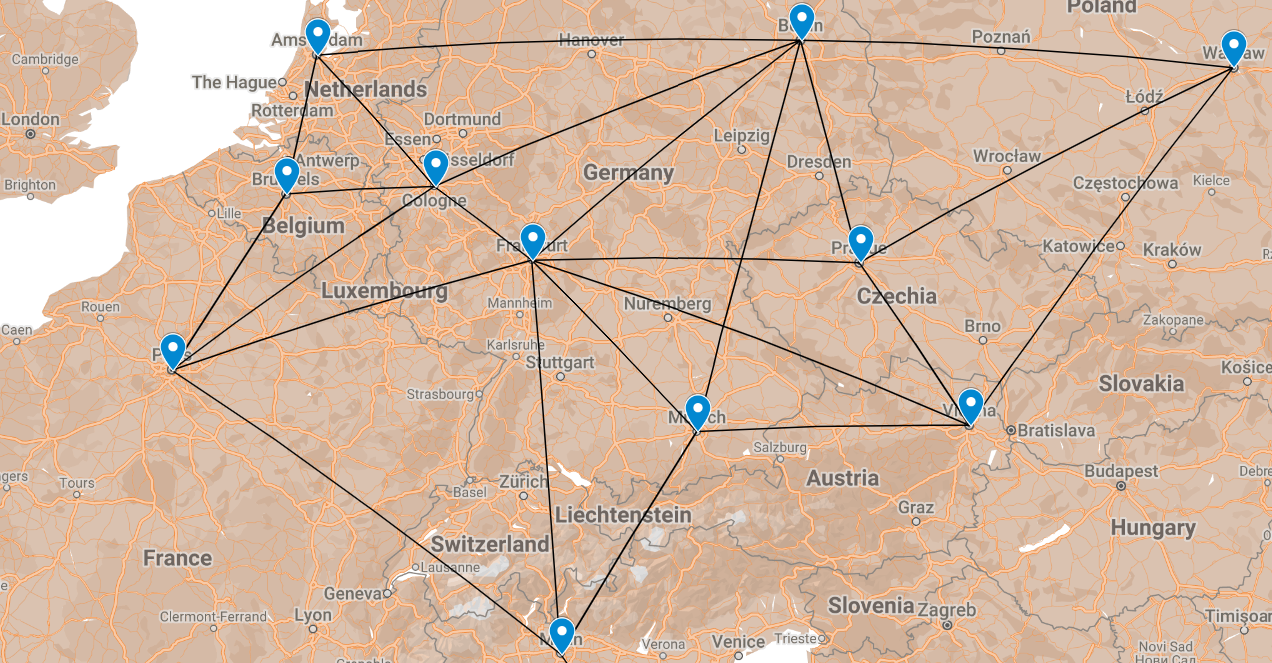 Poland
Hanover
Poznań
Cambridge
The Hague
Netherlands
Rotterdam
Łódź
London
Dortmund
Essen
Leipzig
Antwerp
Dresden
Wrocław
Germany
Brighton
Częstochowa
Kielce
Cologne
Lille
Belgium
Katowice
Kraków
Luxembourg
Czechia
Rouen
Mannheim
Nuremberg
Caen
Brno
Zakopane
Karlsruhe
Stuttgart
Košice
Slovakia
Strasbourg
Bratislava
Salzburg
Budapest
Tours
Basel
Zürich
Austria
Graz
Liechtenstein
Hungary
Switzerland
France
Lausanne
Geneva
Slovenia
Zagreb
Clermont-Ferrand
Lyon
Verona
Venice
Trieste
Novi Sad
Нови Сад